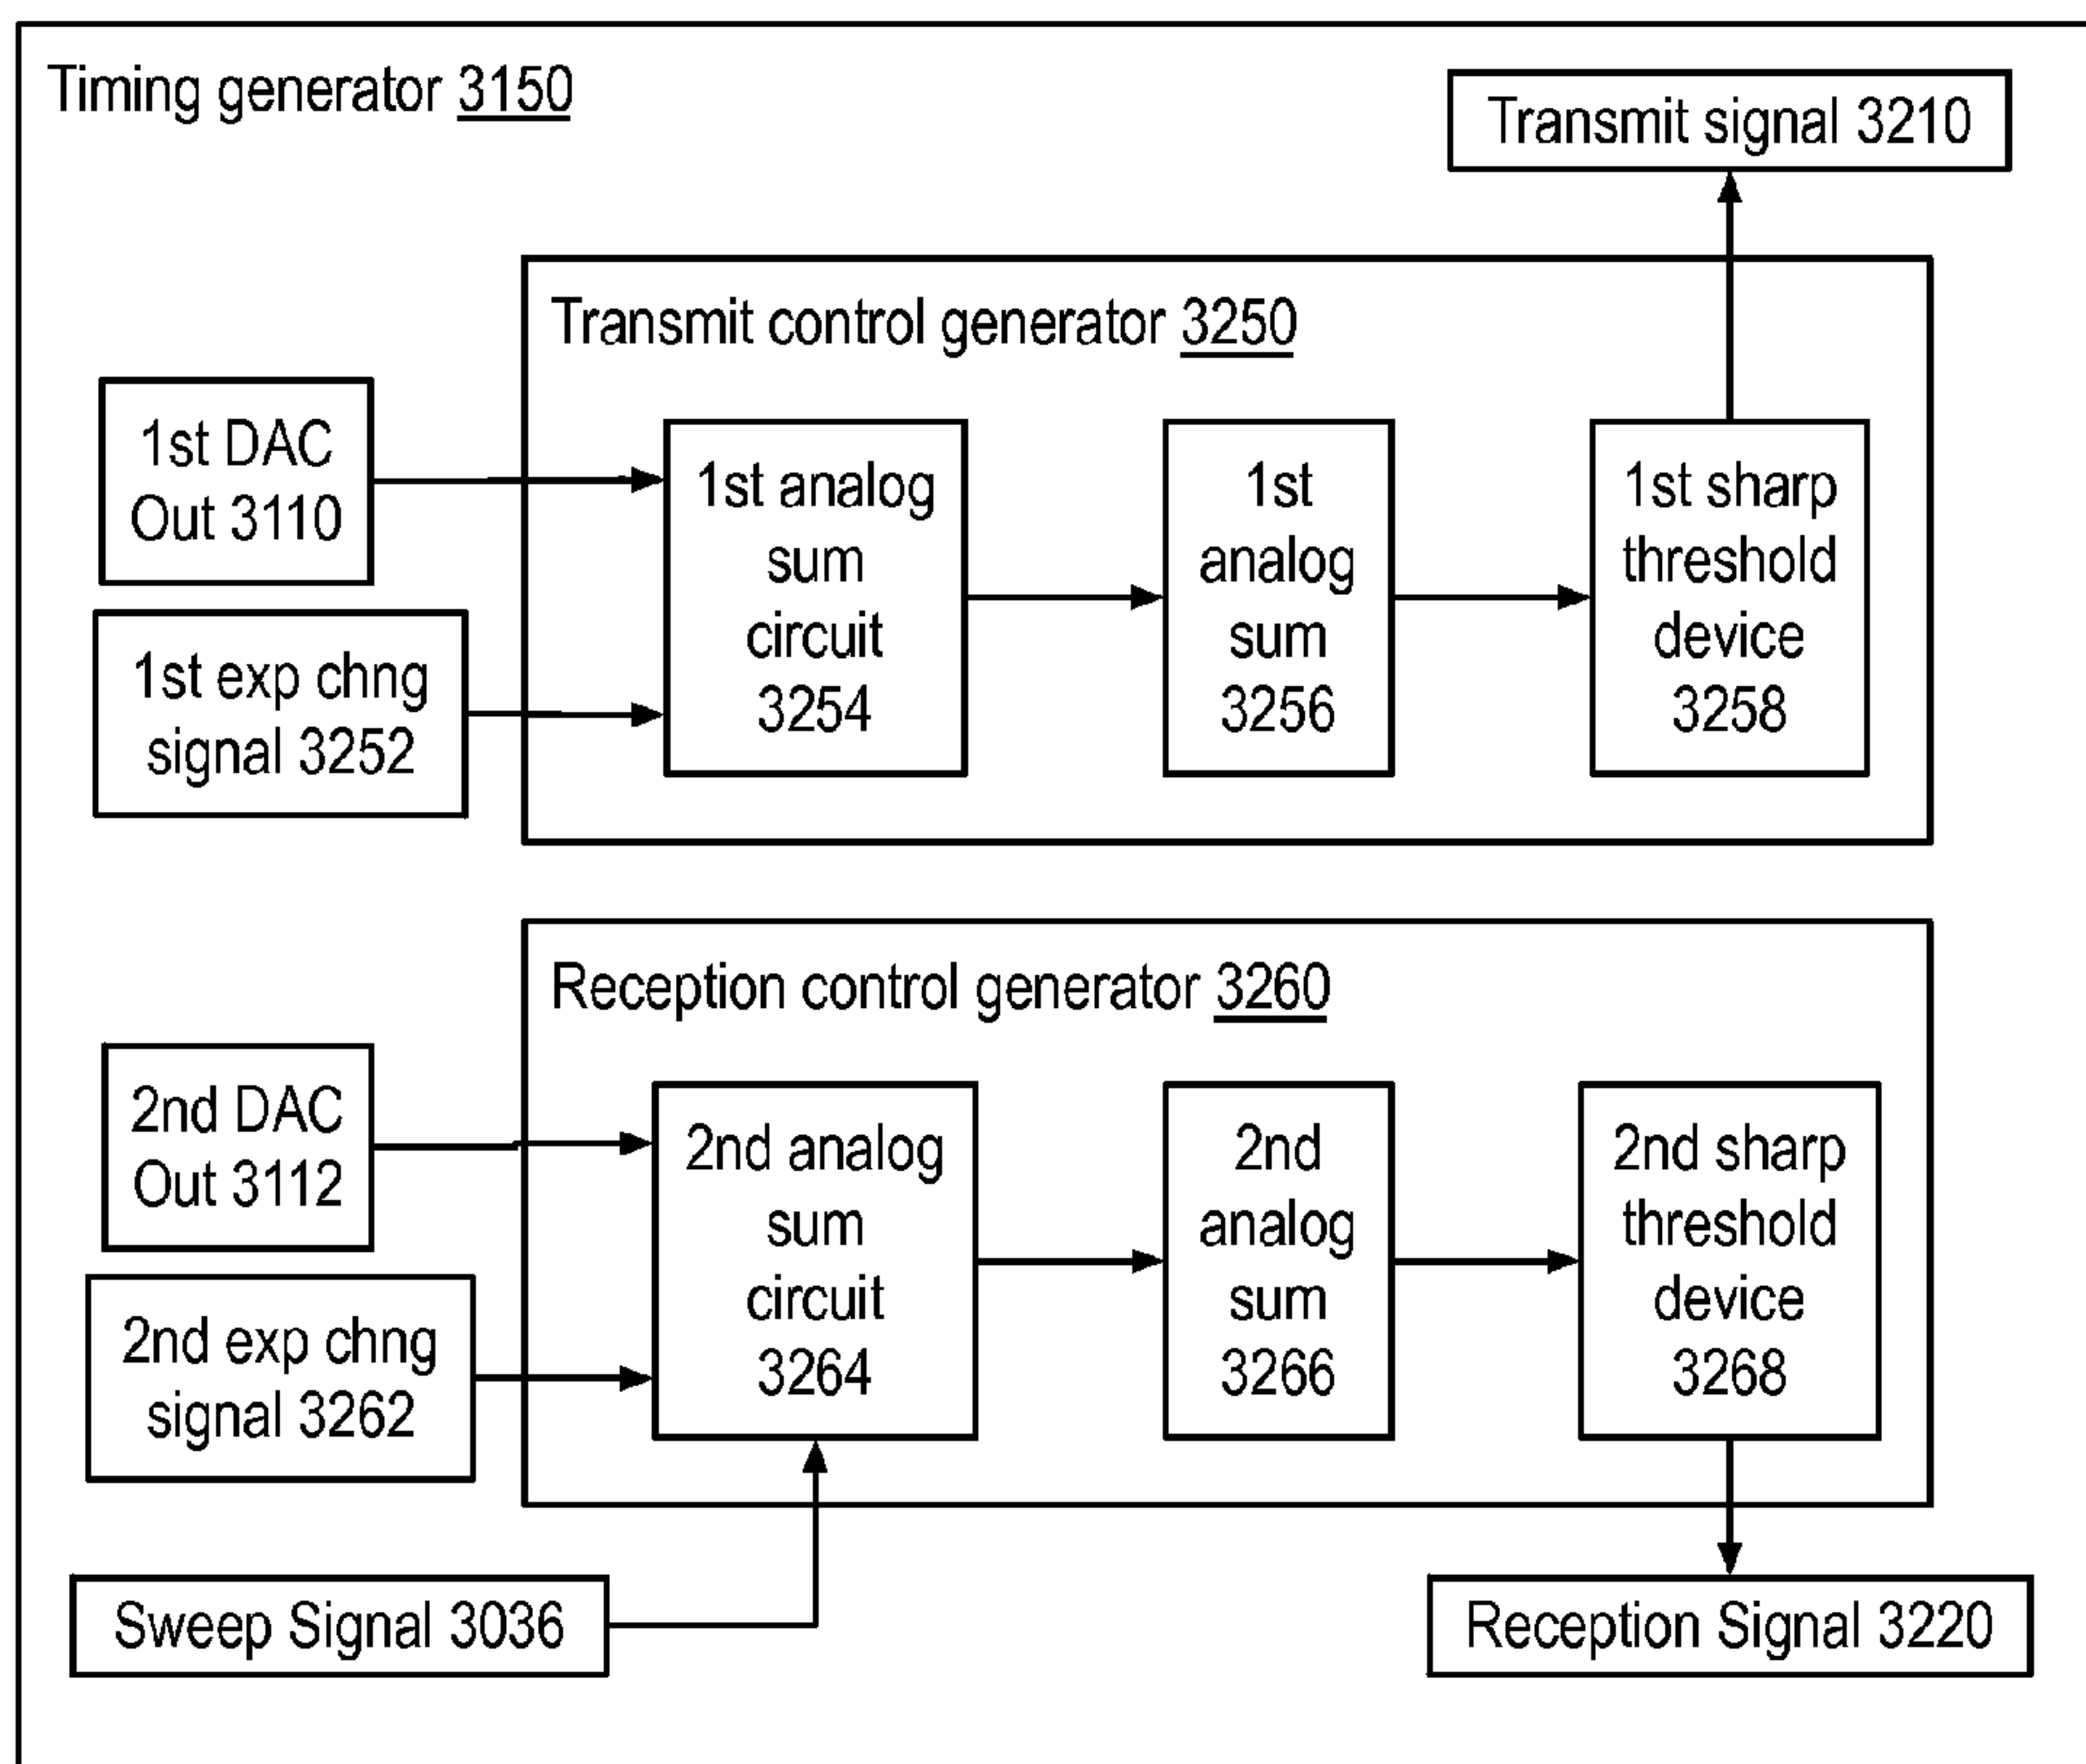 Timing generator 3150
Transmit signal 3210
Transmit control generator 3250
1st DAC
Out 3110
1st exp chng
signal 3252
1st analog
sum
circuit
3254
1st
analog
sum
3256
1st sharp
threshold
device
3258
Reception control generator 3260
2nd DAC
Out 3112
2nd exp chng
signal 3262
2nd analog
sum
circuit
3264
2nd
analog
sum
3266
2nd sharp
threshold
device
3268
Sweep Signal 3036
Reception Signal 3220